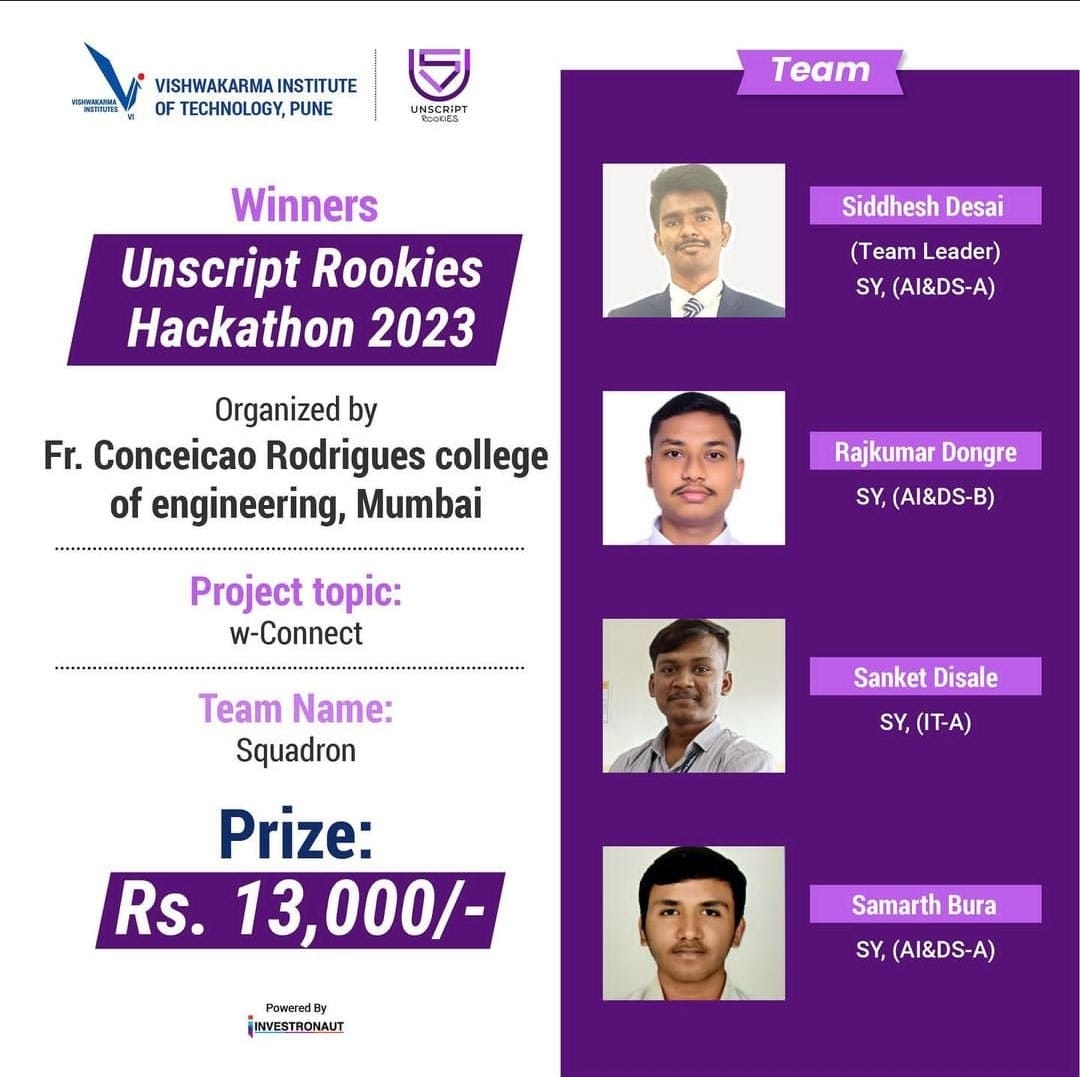 VISHWAKARMA
INSTITUTES
VI
VISHWAKARMA INSTITUTE
OF TECHNOLOGY, PUNE
UNSCRIPT
ROOKIES
Winners
Unscript Rookies
Hackathon 2023
Organized by
Fr. Conceicao Rodrigues college
of engineering, Mumbai
Project topic:
w-Connect
Team Name:
Squadron
Prize:
Rs. 13,000/-
Powered By
INVESTRONAUT
Team
Siddhesh Desai
(Team Leader)
SY, (AI&DS-A)
Rajkumar Dongre
SY, (AI&DS-B)
Sanket Disale
SY, (IT-A)
Samarth Bura
SY, (AI&DS-A)